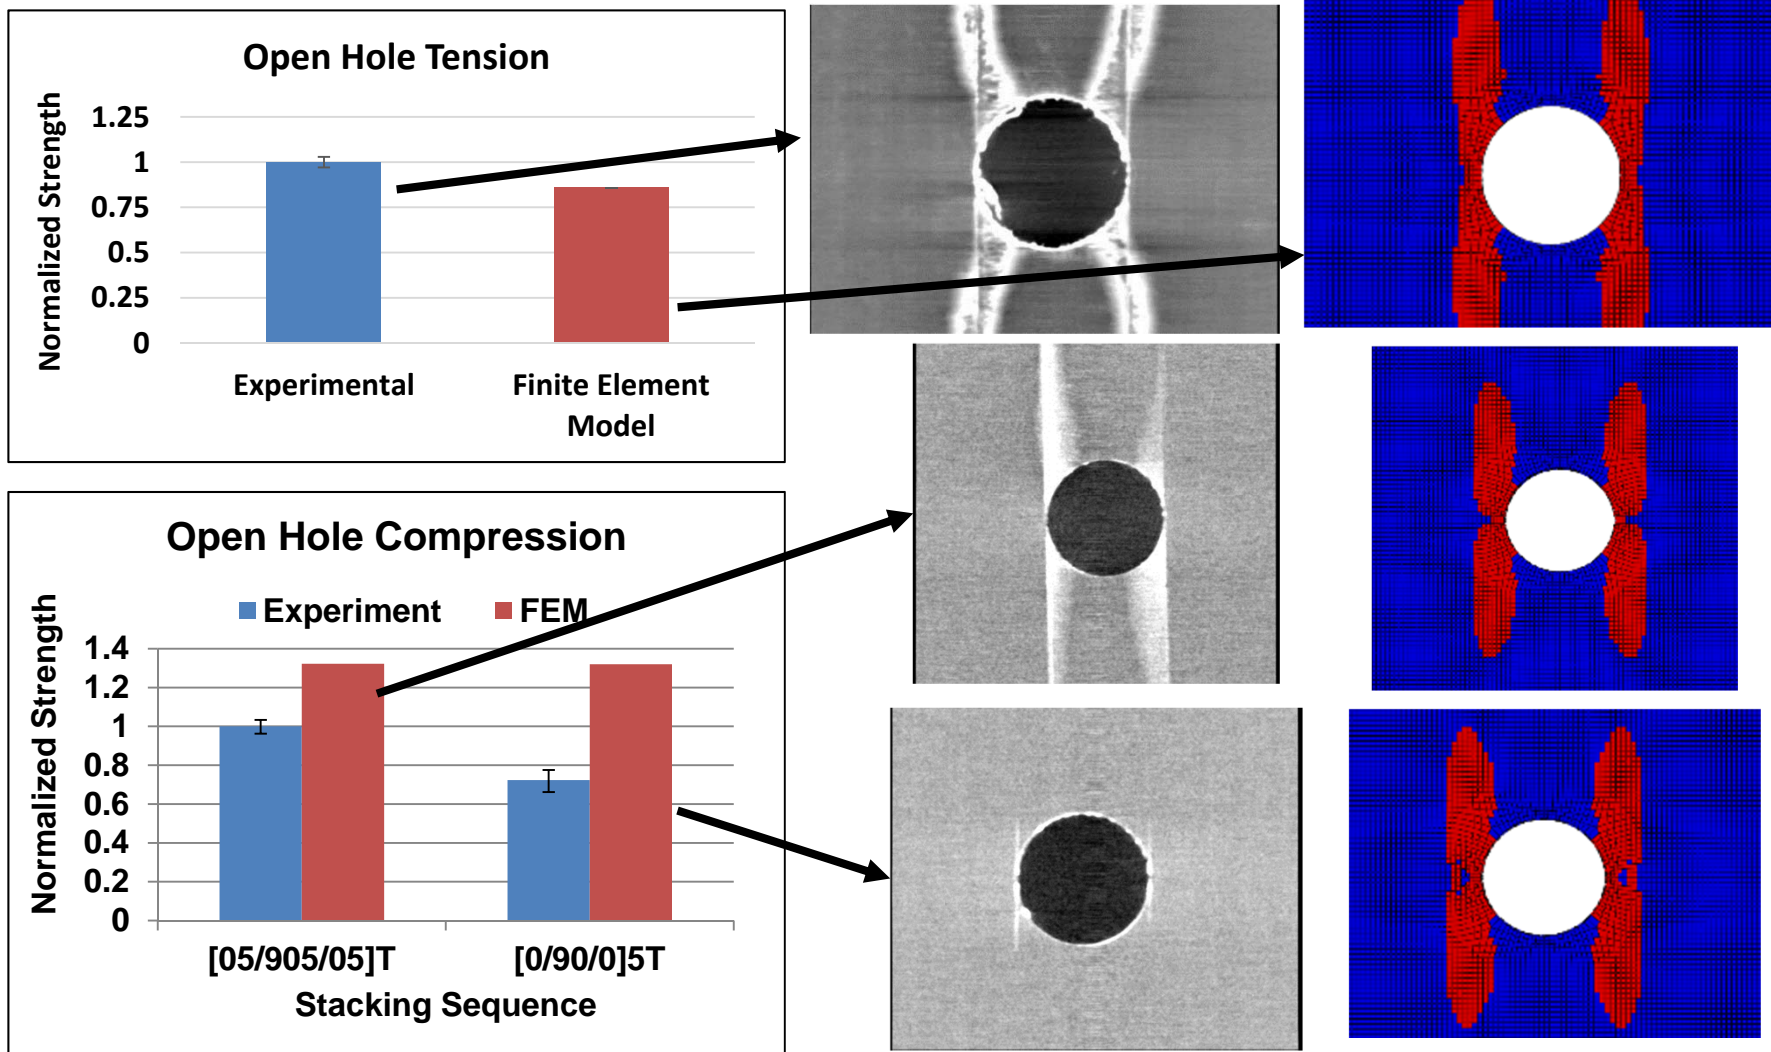 Open Hole Tension
Normalized Strength
1.25
1
0.75
0.5
0.25
0
Experimental
Finite Element
Model
Open Hole Compression
Experiment
FEM
Normalized Strength
1.4
1.2
1
0.8
0.6
0.4
0.2
0
[05/905/05]T
[0/90/0]5T
Stacking Sequence